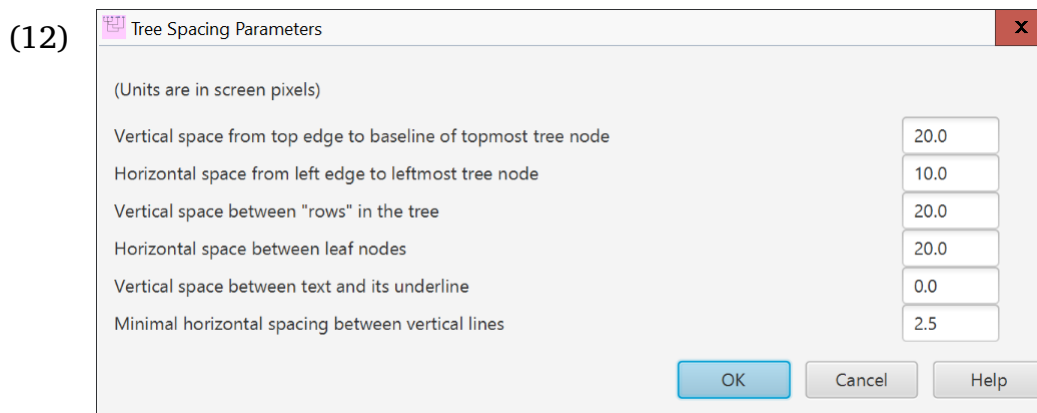 (12)
Tree Spacing Parameters x
(Units are in screen pixels)
Vertical space from top edge to baseline of topmost tree node 20.0
Horizontal space from left edge to leftmost tree node 10.0
Vertical space between "rows" in the tree 20.0
Horizontal space between leaf nodes 20.0
Vertical space between text and its underline 0.0
Minimal horizontal spacing between vertical lines 2.5
OK Cancel Help